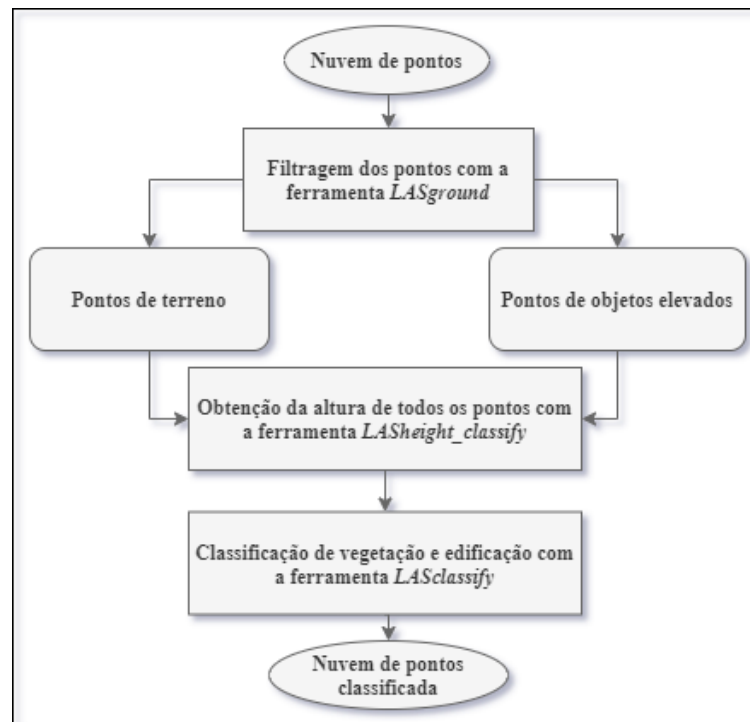 Nuvem de pontos
Filtragem dos pontos com a
ferramenta LASground
Pontos de terreno
Pontos de objetos elevados
Obtenção da altura de todos os pontos com
a ferramenta LASheight_classify
Classificação de vegetação e edificação com
a ferramenta LASclassify
Nuvem de pontos
classificada